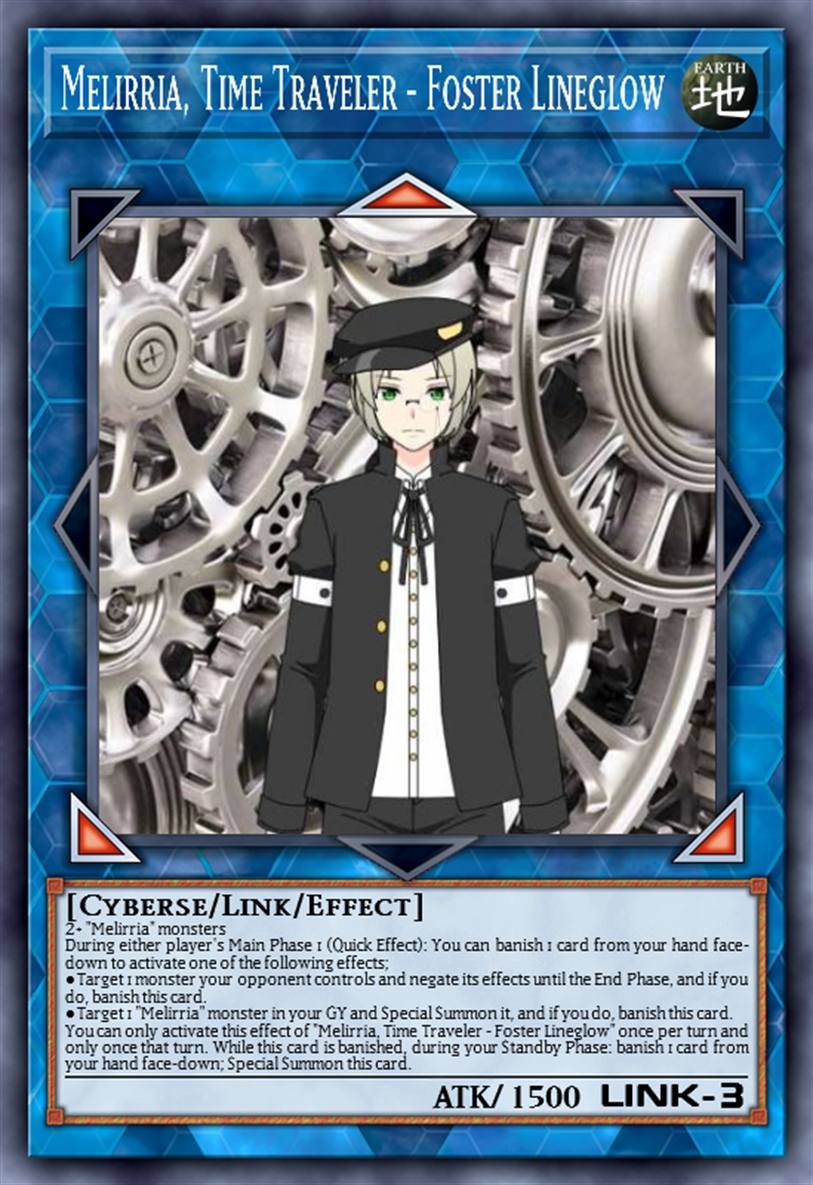 Melirria, Time Traveler - Foster Lineglow
EARTH
地
[Cyberse/Link/Effect]
2+ "Melirria" monsters
During either player's Main Phase 1 (Quick Effect): You can banish 1 card from your hand face-
down to activate one of the following effects;
●Target 1 monster your opponent controls and negate its effects until the End Phase, and if you
do, banish this card.
●Target 1 "Melirria" monster in your GY and Special Summon it, and if you do, banish this card.
You can only activate this effect of "Melirria, Time Traveler - Foster Lineglow" once per turn and
only once that turn. While this card is banished, during your Standby Phase: banish 1 card from
your hand face-down; Special Summon this card.
ATK/ 1500 LINK-3